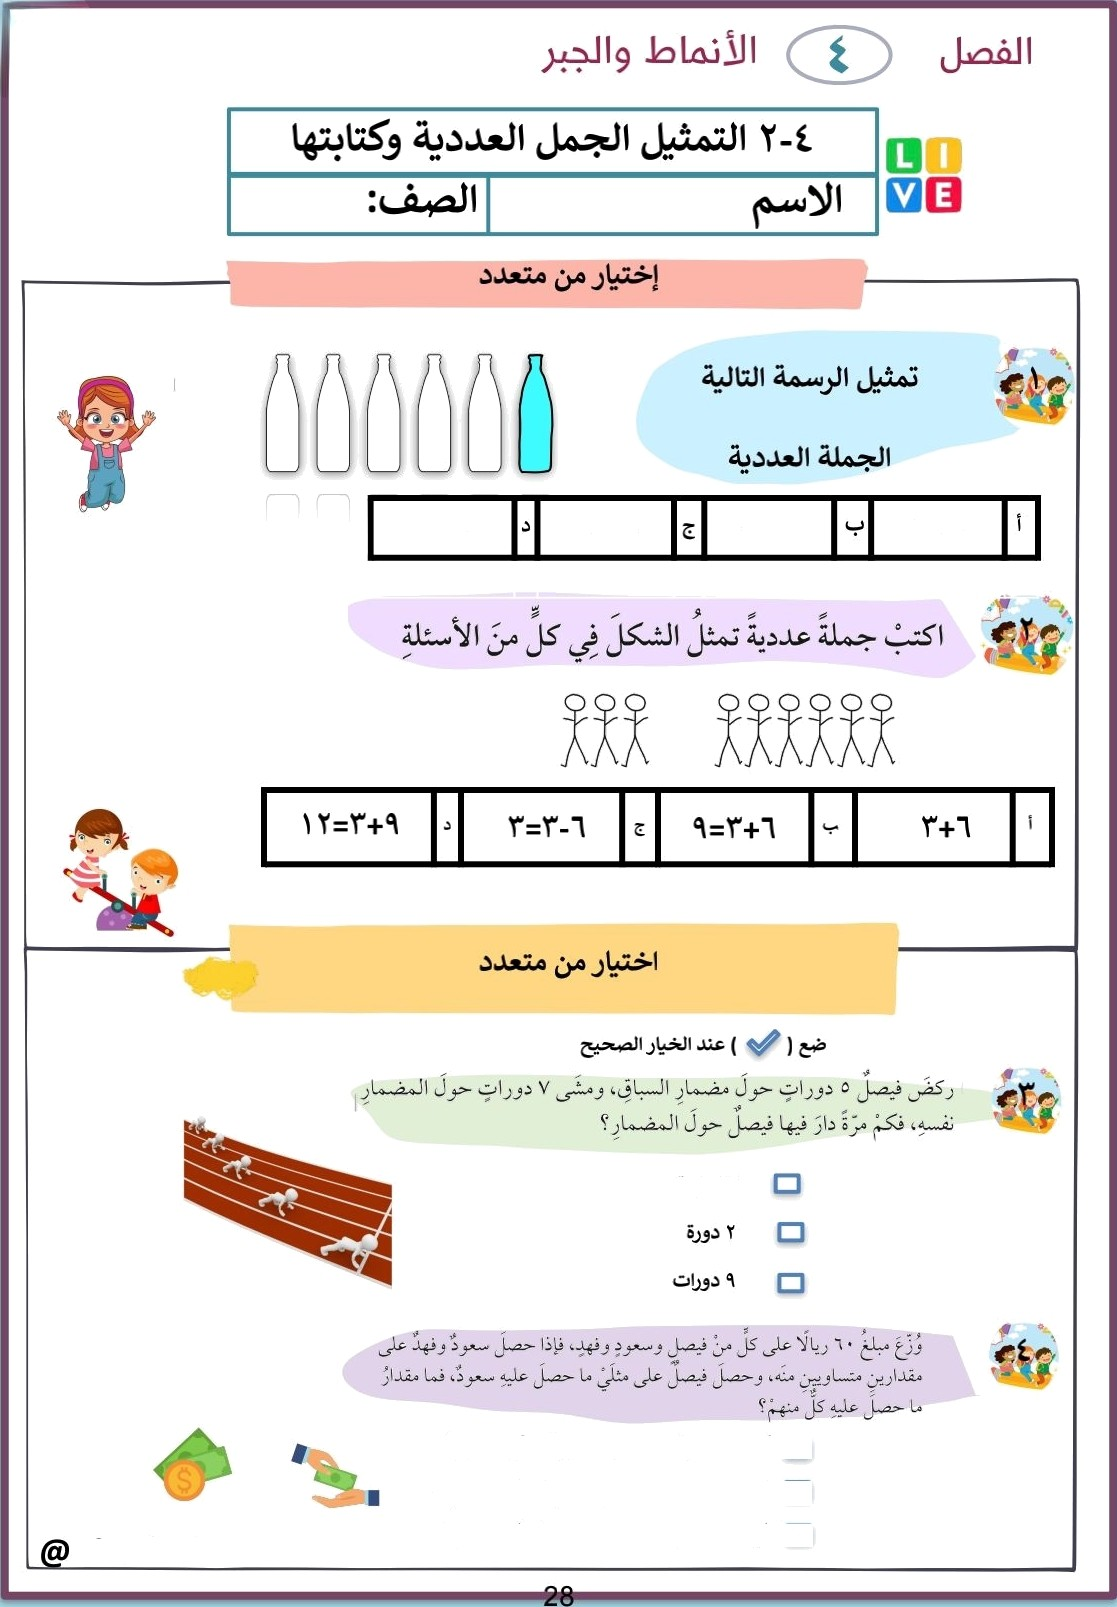 الفصل ٤ الأنماط والجبر
٤-٢ التمثيل الجمل العددية وكتابتها
LIVE
الاسم الصف:
إختيار من متعدد
١
تمثيل الرسمة التالية
الجملة العددية
أ ب ج د
٢
اكتبْ جملةً عدديةً تمثلُ الشكلَ فِي كلٍّ منَ الأسئلةِ
أ ٦+٣ ب ٦+٣=٩ ج ٦-٣=٣ د ٩+٣=١٢
اختيار من متعدد
ضع ( ) عند الخيار الصحيح
٣
ركضَ فيصلٌ ٥ دوراتٍ حولَ مضمارِ السباقِ، ومشَى ٧ دوراتٍ حولَ المضمارِ
نفسهِ، فكمْ مرّةً دارَ فيها فيصلٌ حولَ المضمارِ؟
٢ دورة
٩ دورات
٤
وُزّعَ مبلغُ ٦٠ ريالًا على كلٍّ منْ فيصلٍ وسعودٍ وفهدٍ، فإذا حصلَ سعودٌ وفهدٌ على
مقدارينِ متساويينِ منَه، وحصلَ فيصلٌ على مثلَيْ ما حصلَ عليهِ سعودٌ، فما مقدارُ
ما حصلَ عليهِ كلٌّ منهمْ؟
@
28